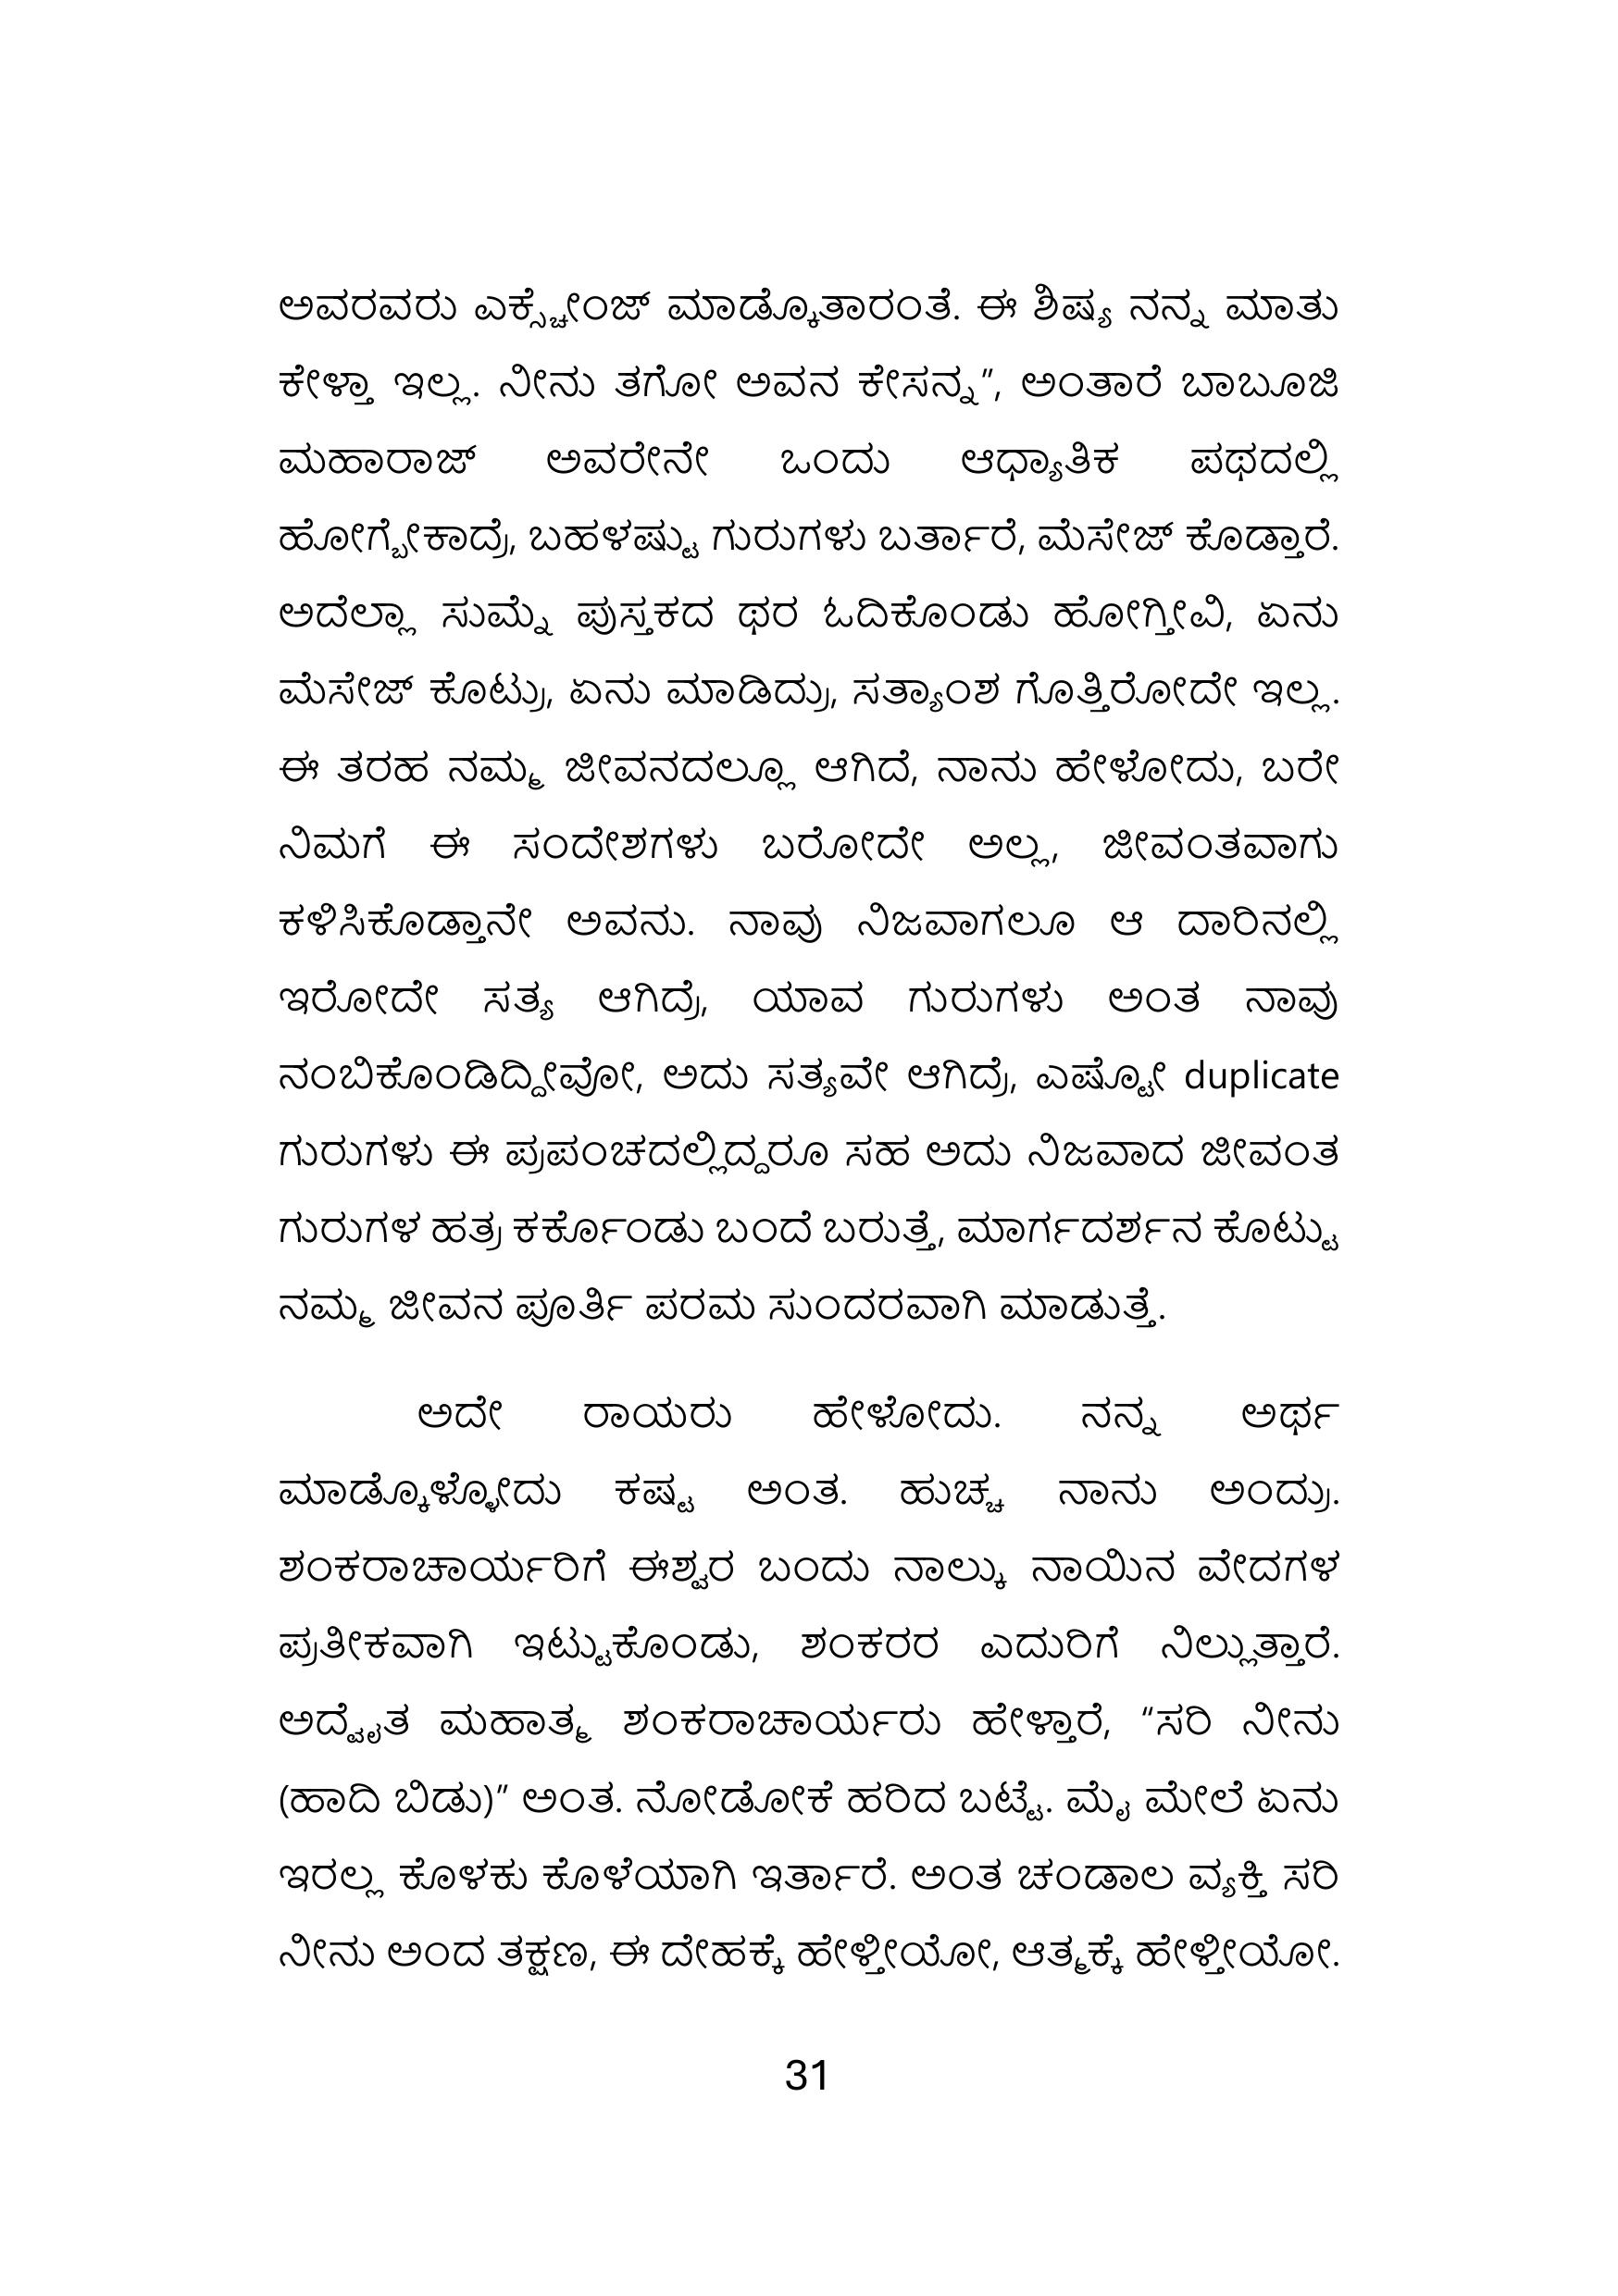 ಅವರವರು ಎಕ್ಸ್ಚೇಂಜ್ ಮಾಡ್ಕೊತಾರಂತೆ. ಈ ಶಿಷ್ಯ ನನ್ನ ಮಾತು
ಕೇಳ್ತಾ ಇಲ್ಲ. ನೀನು ತಗೋ ಅವನ ಕೇಸನ್ನ”, ಅಂತಾರೆ ಬಾಬೂಜಿ
ಮಹಾರಾಜ್ ಅವರೇನೇ ಒಂದು ಆಧ್ಯಾತಿಕ ಪಥದಲ್ಲಿ
ಹೋಗ್ಬೇಕಾದ್ರೆ, ಬಹಳಷ್ಟು ಗುರುಗಳು ಬರ್ತಾರೆ, ಮೆಸೇಜ್ ಕೊಡ್ತಾರೆ.
ಅದೆಲ್ಲಾ ಸುಮ್ನೆ ಪುಸ್ತಕದ ಥರ ಓದಿಕೊಂಡು ಹೋಗ್ತೀವಿ, ಏನು
ಮೆಸೇಜ್ ಕೊಟ್ರು, ಏನು ಮಾಡಿದ್ರು, ಸತ್ಯಾಂಶ ಗೊತ್ತಿರೋದೇ ಇಲ್ಲ.
ಈ ತರಹ ನಮ್ಮ ಜೀವನದಲ್ಲೂ ಆಗಿದೆ, ನಾನು ಹೇಳೋದು, ಬರೇ
ನಿಮಗೆ ಈ ಸಂದೇಶಗಳು ಬರೋದೇ ಅಲ್ಲ, ಜೀವಂತವಾಗು
ಕಳಿಸಿಕೊಡ್ತಾನೇ ಅವನು. ನಾವು ನಿಜವಾಗಲೂ ಆ ದಾರಿನಲ್ಲಿ
ಇರೋದೇ ಸತ್ಯ ಆಗಿದ್ರೆ, ಯಾವ ಗುರುಗಳು ಅಂತ ನಾವು
ನಂಬಿಕೊಂಡಿದ್ದೀವೋ, ಅದು ಸತ್ಯವೇ ಆಗಿದ್ರೆ, ಎಷ್ಟೋ duplicate
ಗುರುಗಳು ಈ ಪ್ರಪಂಚದಲ್ಲಿದ್ದರೂ ಸಹ ಅದು ನಿಜವಾದ ಜೀವಂತ
ಗುರುಗಳ ಹತ್ರ ಕರ್ಕೊಂಡು ಬಂದೆ ಬರುತ್ತೆ, ಮಾರ್ಗದರ್ಶನ ಕೊಟ್ಟು
ನಮ್ಮ ಜೀವನ ಪೂರ್ತಿ ಪರಮ ಸುಂದರವಾಗಿ ಮಾಡುತ್ತೆ.
ಅದೇ ರಾಯರು ಹೇಳೋದು. ನನ್ನ ಅರ್ಥ
ಮಾಡ್ಕೊಳ್ಳೋದು ಕಷ್ಟ ಅಂತ. ಹುಚ್ಚ ನಾನು ಅಂದ್ರು.
ಶಂಕರಾಚಾರ್ಯರಿಗೆ ಈಶ್ವರ ಬಂದು ನಾಲ್ಕು ನಾಯಿನ ವೇದಗಳ
ಪ್ರತೀಕವಾಗಿ ಇಟ್ಟುಕೊಂಡು, ಶಂಕರರ ಎದುರಿಗೆ ನಿಲ್ಲುತ್ತಾರೆ.
ಅದ್ವೈತ ಮಹಾತ್ಮ ಶಂಕರಾಚಾರ್ಯರು ಹೇಳ್ತಾರೆ, “ಸರಿ ನೀನು
(ಹಾದಿ ಬಿಡು)” ಅಂತ. ನೋಡೋಕೆ ಹರಿದ ಬಟ್ಟೆ. ಮೈ ಮೇಲೆ ಏನು
ಇರಲ್ಲ ಕೊಳಕು ಕೊಳೆಯಾಗಿ ಇರ್ತಾರೆ. ಅಂತ ಚಂಡಾಲ ವ್ಯಕ್ತಿ ಸರಿ
ನೀನು ಅಂದ ತಕ್ಷಣ, ಈ ದೇಹಕ್ಕೆ ಹೇಳ್ತೀಯೋ, ಆತ್ಮಕ್ಕೆ ಹೇಳ್ತೀಯೋ.
31